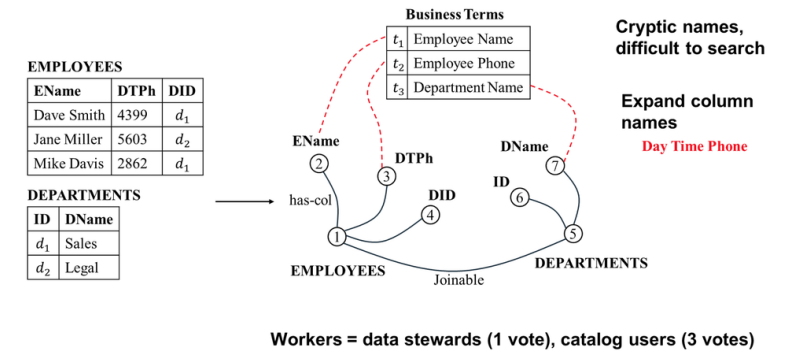 Business Terms
t1 Employee Name
t2 Employee Phone
t3 Department Name
Cryptic names,
difficult to search
Expand column
names
Day Time Phone
EMPLOYEES
EName DTPh DID
Dave Smith 4399 d1
Jane Miller 5603 d2
Mike Davis 2862 d1
DEPARTMENTS
ID DName
d1 Sales
d2 Legal
EName
2
DTPh
3
DID
4
has-col
1
EMPLOYEES
Joinable
DName
7
ID
6
5
DEPARTMENTS
Workers = data stewards (1 vote), catalog users (3 votes)